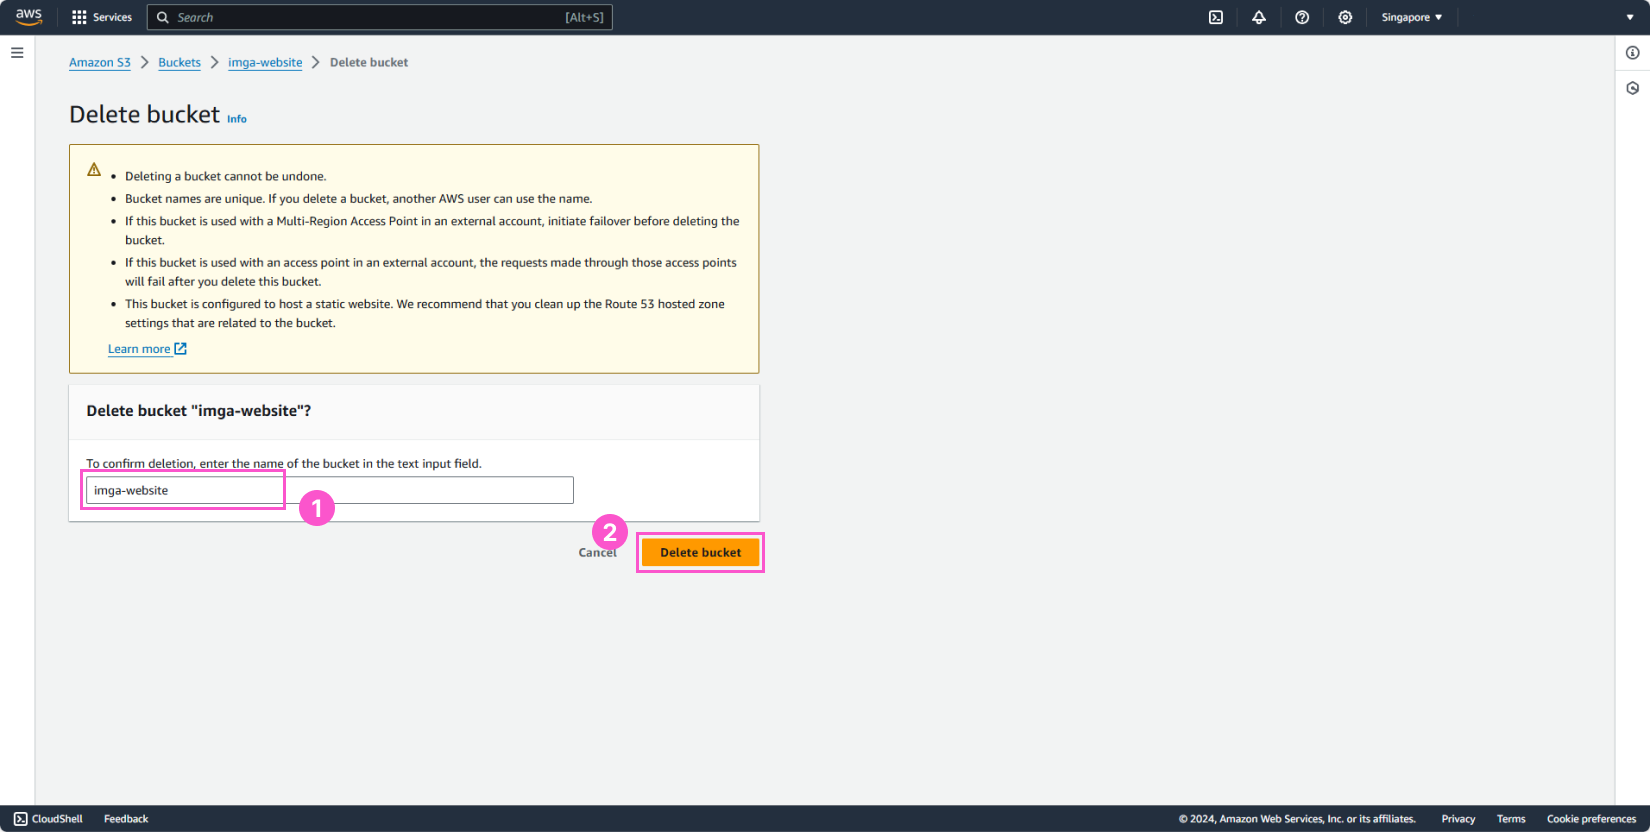 aws
Services
Search
[Alt+S]
Singapore
Amazon S3
Buckets
imga-website
Delete bucket
Delete bucket Info
Deleting a bucket cannot be undone.
Bucket names are unique. If you delete a bucket, another AWS user can use the name.
If this bucket is used with a Multi-Region Access Point in an external account, initiate failover before deleting the
bucket.
If this bucket is used with an access point in an external account, the requests made through those access points
will fail after you delete this bucket.
This bucket is configured to host a static website. We recommend that you clean up the Route 53 hosted zone
settings that are related to the bucket.
Learn more
Delete bucket "imga-website"?
To confirm deletion, enter the name of the bucket in the text input field.
imga-website
1
2
Cancel
Delete bucket
CloudShell
Feedback
© 2024, Amazon Web Services, Inc. or its affiliates.
Privacy
Terms
Cookie preferences